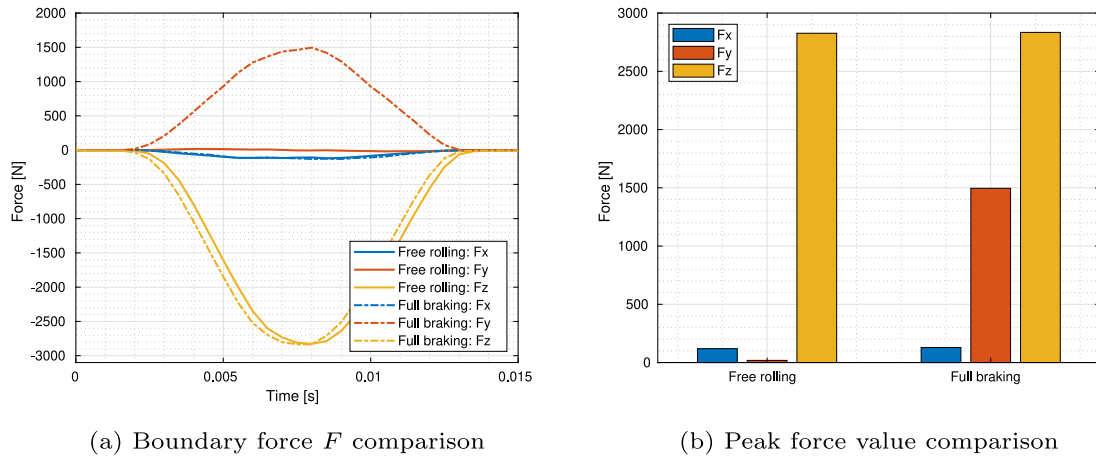 2000
1500
1000
500
0
-500
-1000
-1500
-2000
-2500
-3000
Force [N]
0
0.005
0.01
0.015
Time [s]
Free rolling: Fx
Free rolling: Fy
Free rolling: Fz
Full braking: Fx
Full braking: Fy
Full braking: Fz
(a) Boundary force F comparison
3000
2500
2000
1500
1000
500
0
Force [N]
Fx
Fy
Fz
Free rolling
Full braking
(b) Peak force value comparison